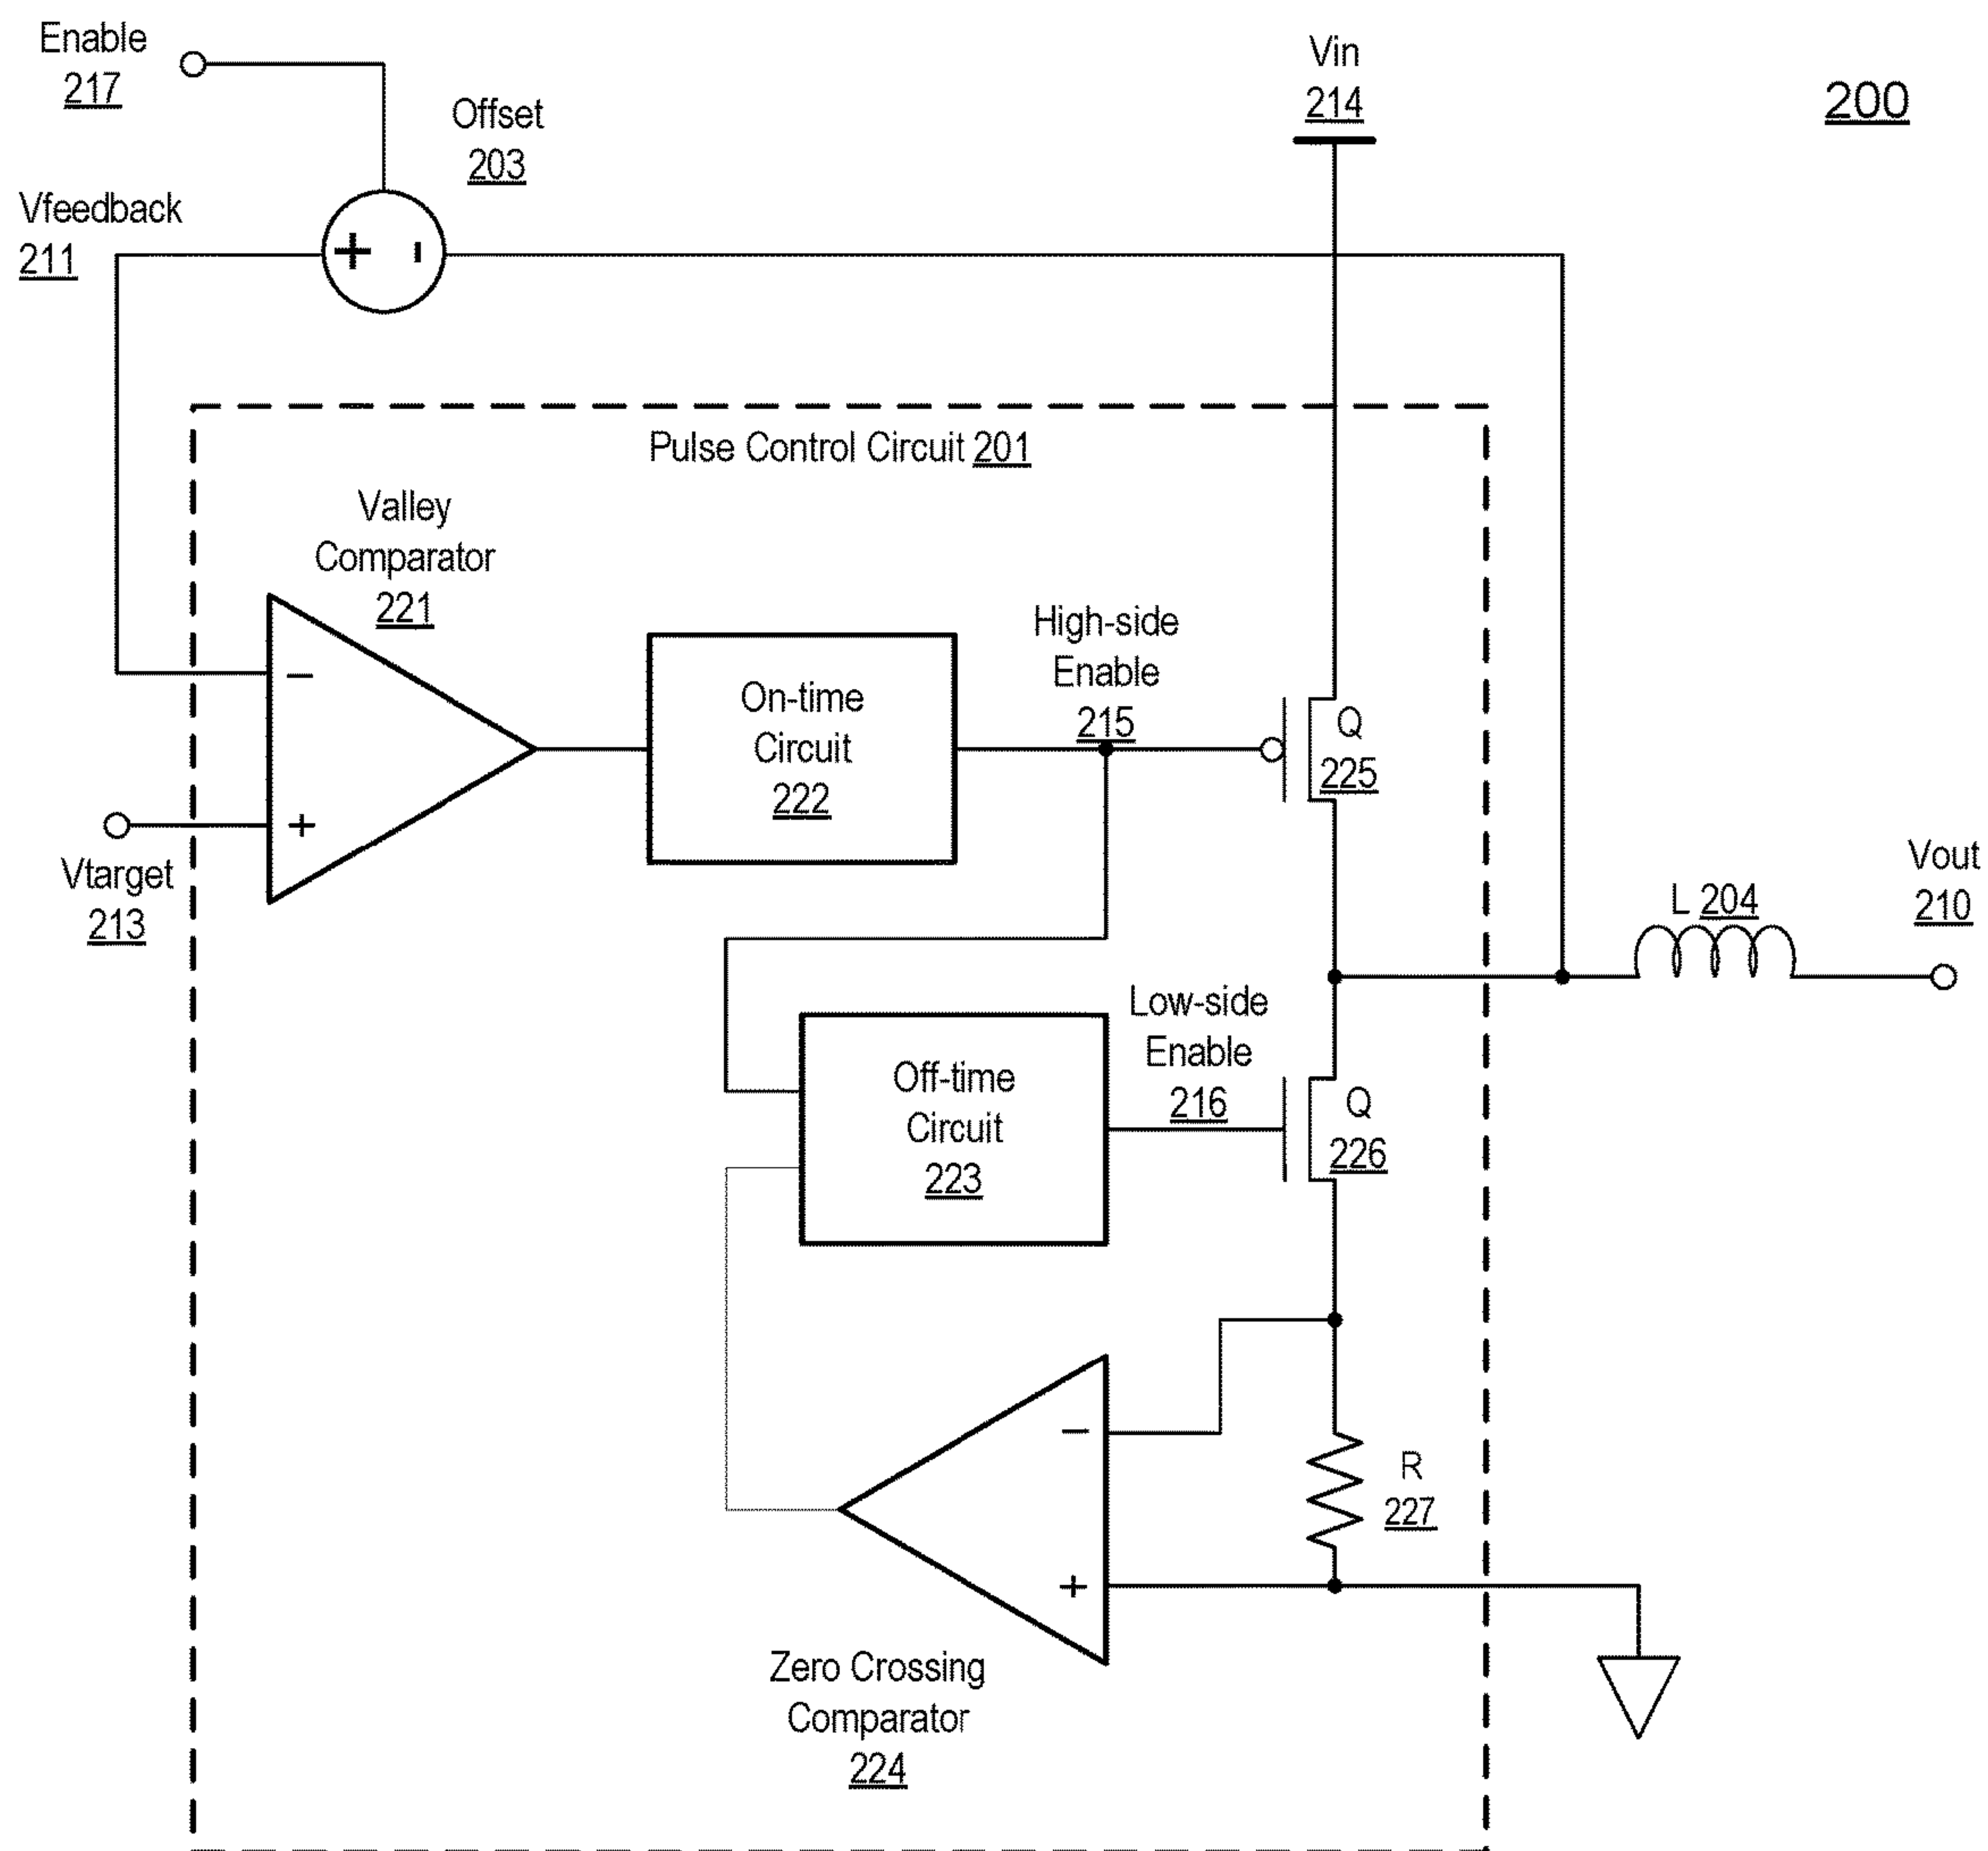 Enable
217
Offset
203
Vfeedback
211
Vin
214
200
+ -
Pulse Control Circuit 201
Valley
Comparator
221
−
+
Vtarget
213
On-time
Circuit
222
High-side
Enable
215
Q
225
L 204
Vout
210
Off-time
Circuit
223
Low-side
Enable
216
Q
226
−
+
R
227
Zero Crossing
Comparator
224